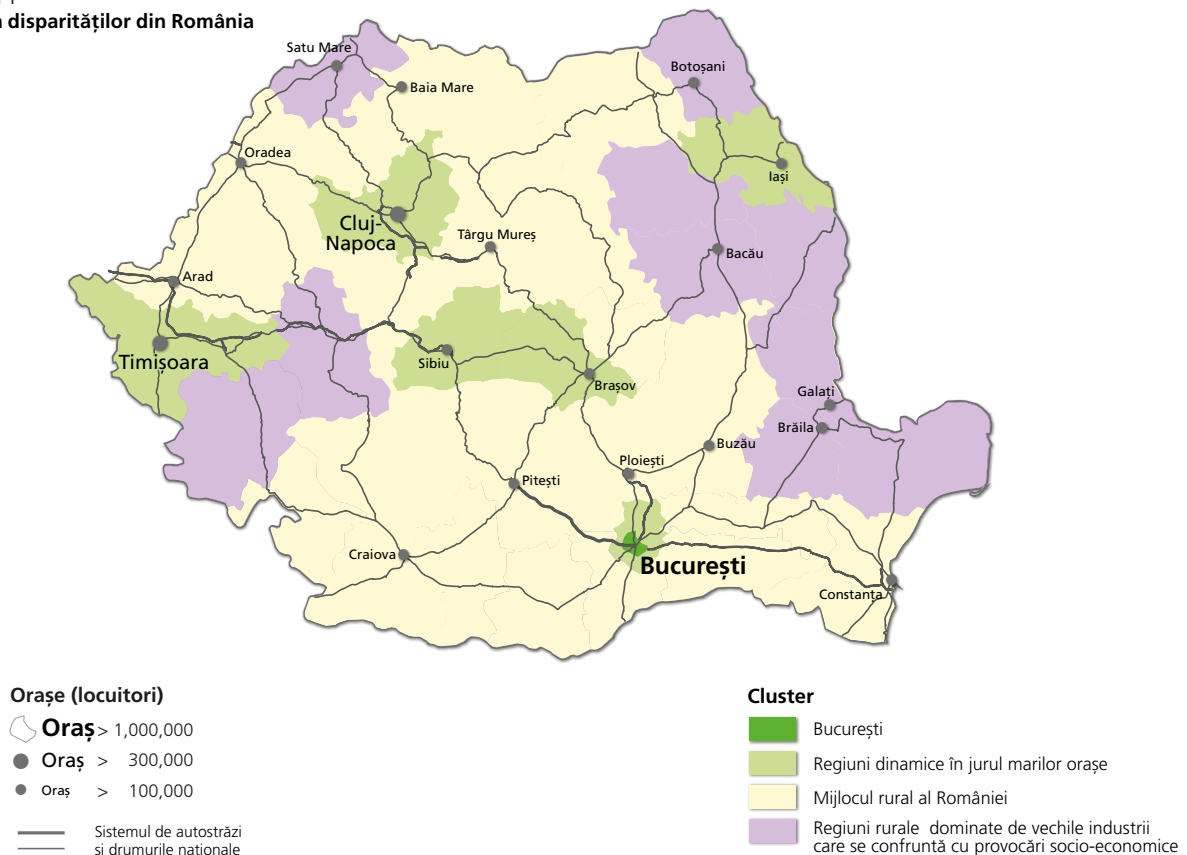 disparităților din România
Satu Mare
Baia Mare
Botoșani
Oradea
Iași
Cluj-
Napoca
Târgu Mureș
Bacău
Arad
Timișoara
Sibiu
Brașov
Galați
Brăila
Buzău
Ploiești
Pitești
București
Craiova
Constanța
Orașe (locuitori)
Oraș > 1,000,000
Oraș > 300,000
Oraș > 100,000
Sistemul de autostrăzi
și drumurile naționale
Cluster
București
Regiuni dinamice în jurul marilor orașe
Mijlocul rural al României
Regiuni rurale dominate de vechile industrii
care se confruntă cu provocări socio-economice